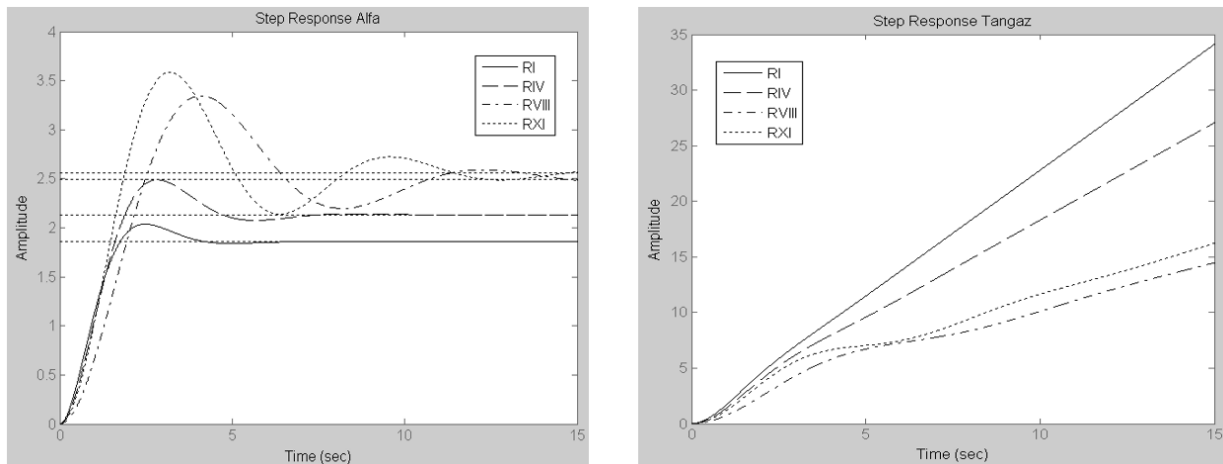 Step Response Alfa
Amplitude
4
3.5
3
2.5
2
1.5
1
0.5
0
RI
RIV
RVIII
RXI
0
5
10
15
Time (sec)
Step Response Tangaz
Amplitude
35
30
25
20
15
10
5
0
RI
RIV
RVIII
RXI
0
5
10
15
Time (sec)